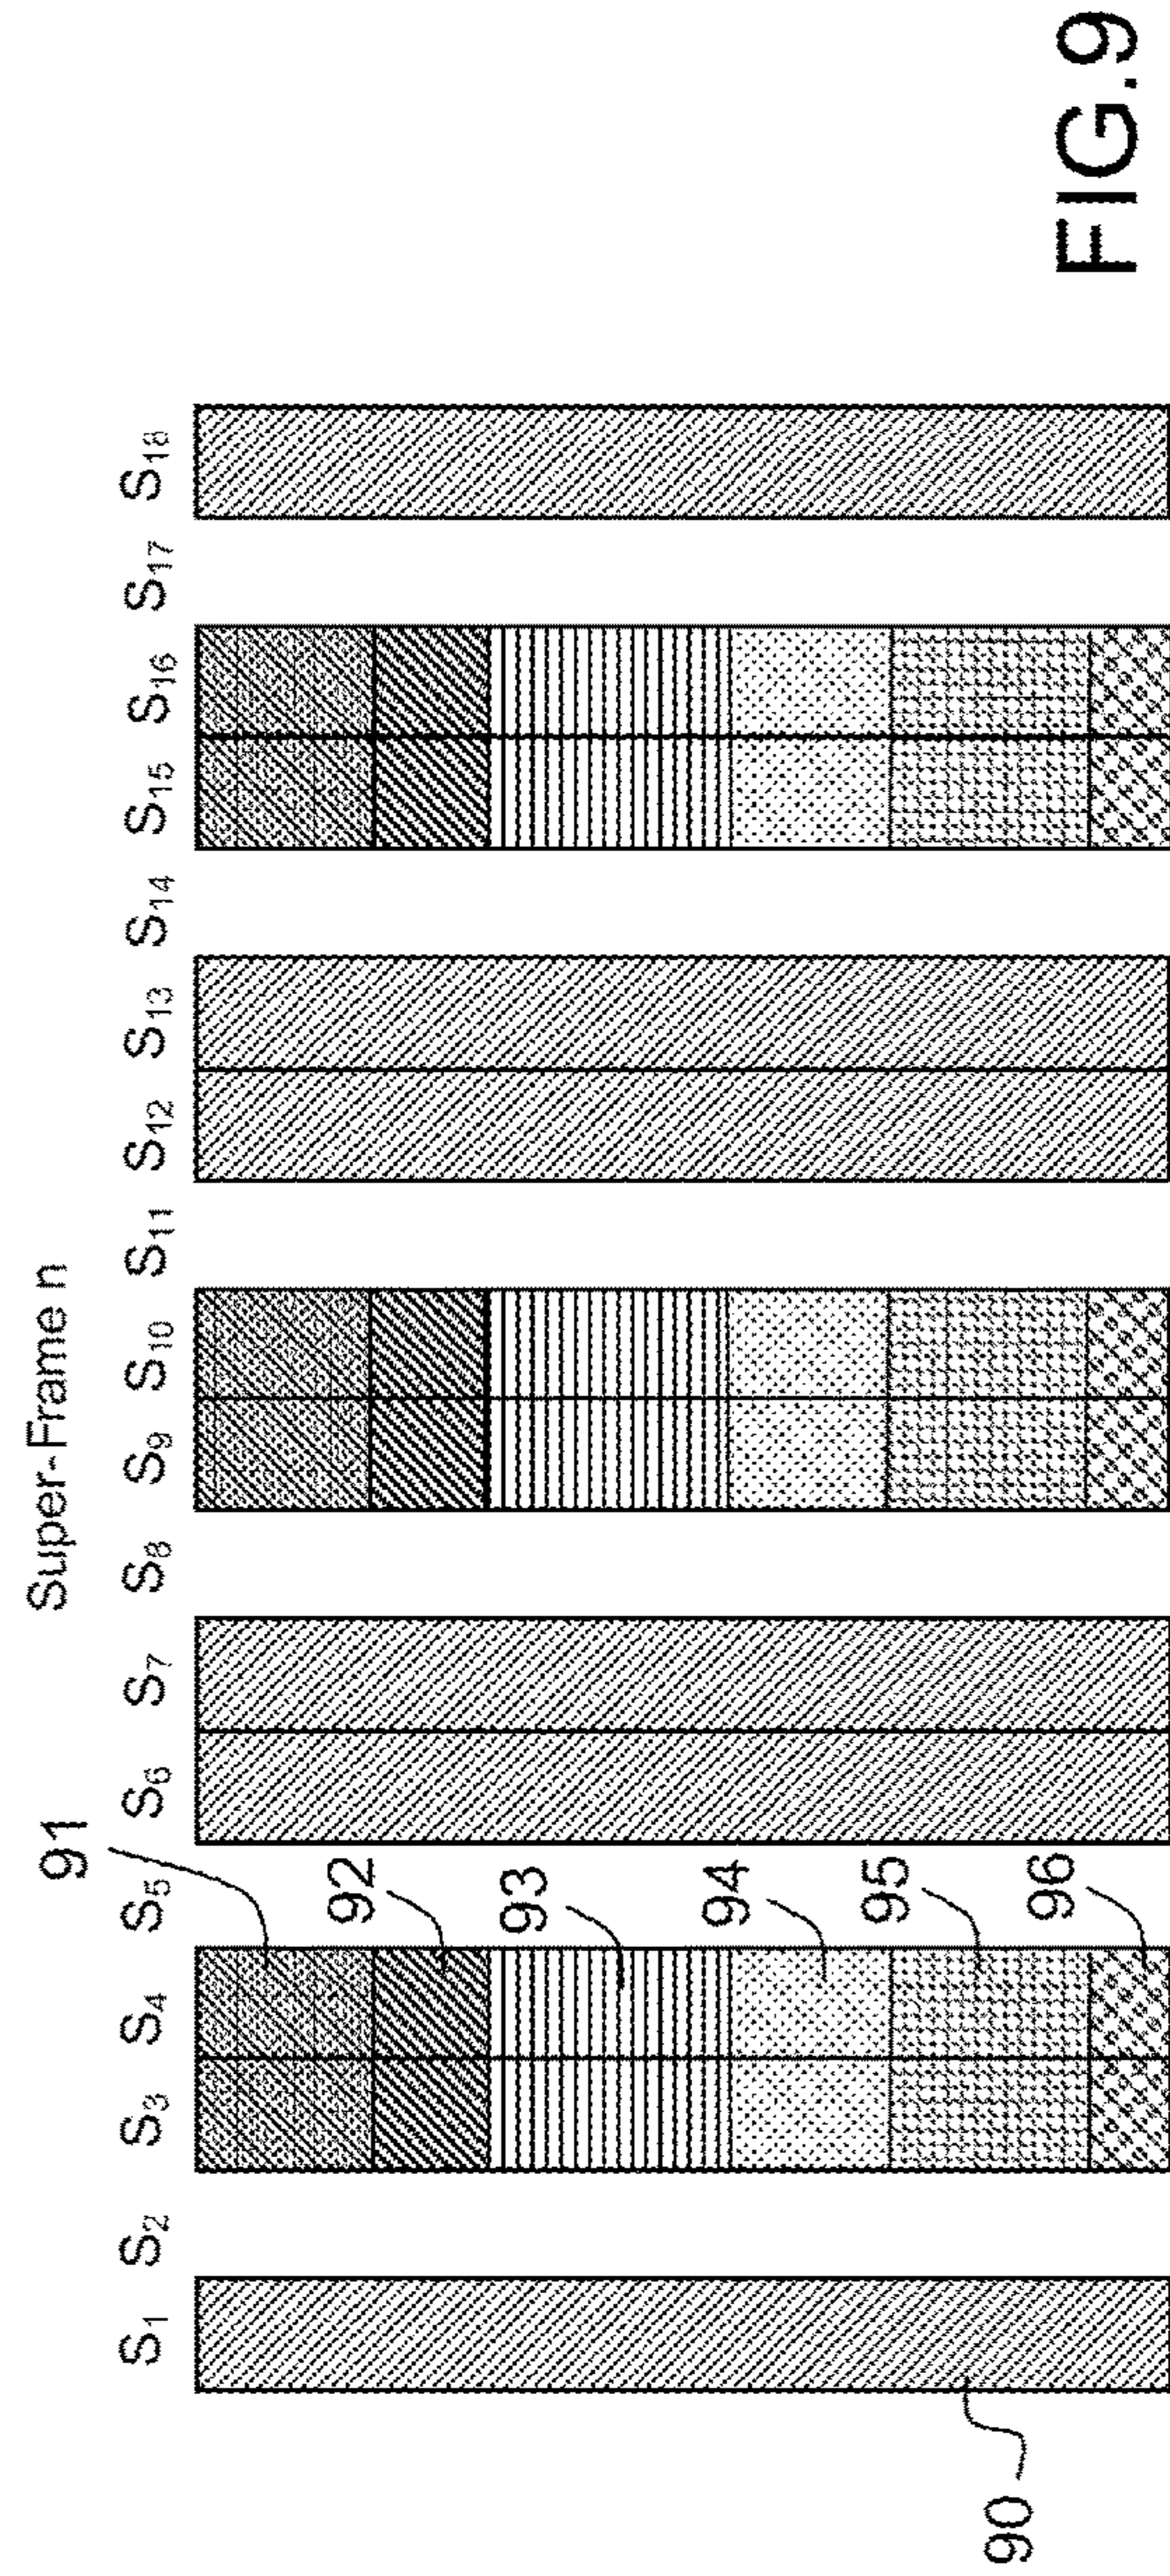 Super-Frame n
S₁ S₂ S₃ S₄ S₅ S₆ S₇ S₈ S₉ S₁₀ S₁₁ S₁₂ S₁₃ S₁₄ S₁₅ S₁₆ S₁₇ S₁₈
91
92
93
94
95
96
90
FIG.9